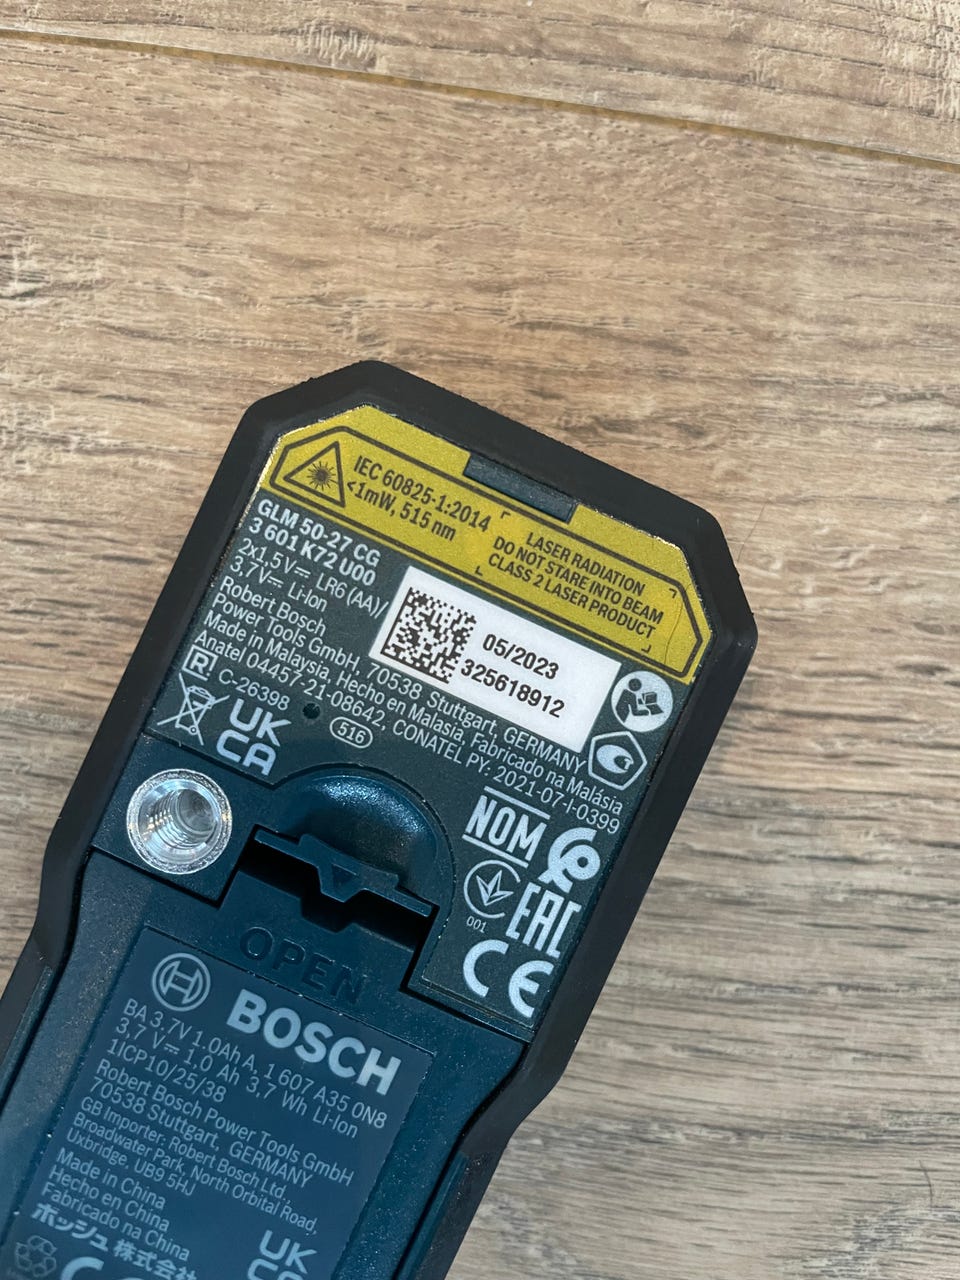 IEC 60825-1:2014
<1mW, 515 nm
LASER RADIATION
DO NOT STARE INTO BEAM
CLASS 2 LASER PRODUCT
GLM 50-27 CG
3 601 K72 U00
2x1,5V⎓ LR6 (AA)/
3,7V⎓ Li-Ion
Robert Bosch
Power Tools GmbH, 70538 Stuttgart, GERMANY
Made in Malaysia, Hecho en Malasia, Fabricado na Malásia
Anatel 04457-21-08642, CONATEL PY: 2021-07-I-0399
05/2023
325618912
R
C-26398
516
UK
CA
NOM
001
EAC
CE
OPEN
BOSCH
BA 3.7V 1.0Ah A, 1 607 A35 0N8
3,7 V⎓ 1,0 Ah 3,7 Wh Li-Ion
1ICP10/25/38
Robert Bosch Power Tools GmbH
70538 Stuttgart, GERMANY
GB Importer: Robert Bosch Ltd.,
Broadwater Park, North Orbital Road,
Uxbridge, UB9 5HJ
Made in China
Hecho en China
Fabricado na China
ボッシュ株式会社
UK
CA